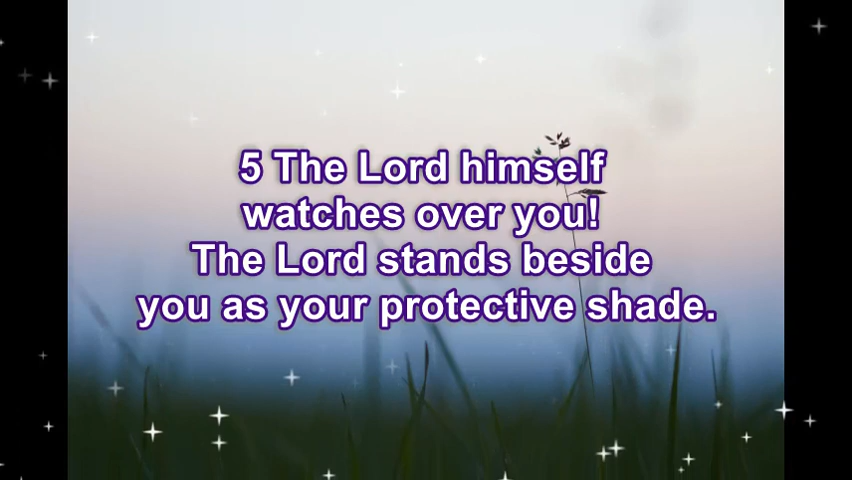 5 The Lord himself
watches over you!
The Lord stands beside
you as your protective shade.